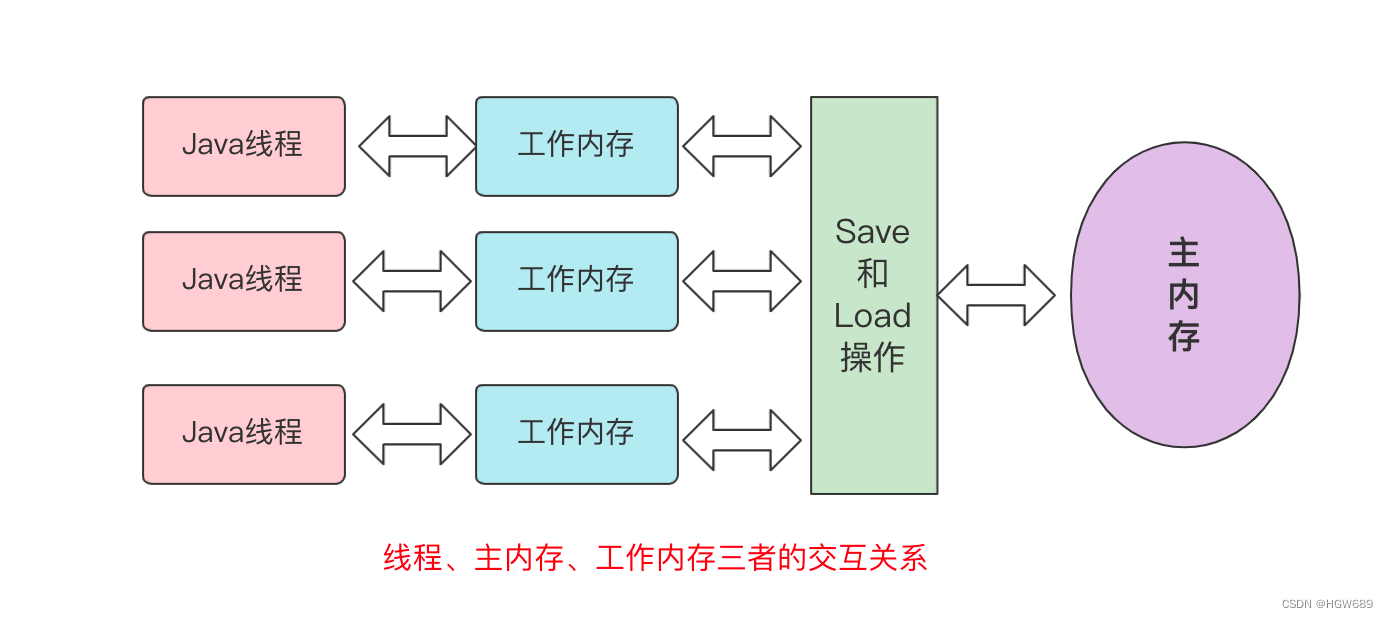 Java线程
工作内存
Java线程
工作内存
Java线程
工作内存
Save
和
Load
操作
主
内
存
线程、主内存、工作内存三者的交互关系
CSDN @HGW689